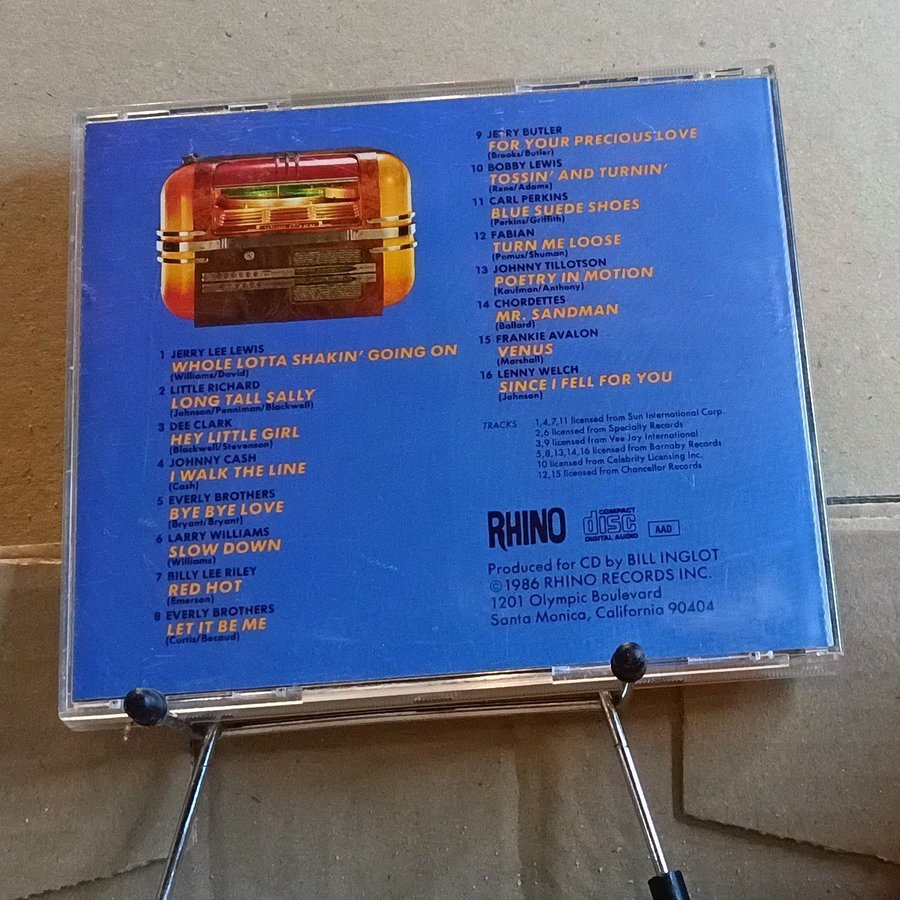 1 JERRY LEE LEWIS
WHOLE LOTTA SHAKIN' GOING ON
(Williams/David)
2 LITTLE RICHARD
LONG TALL SALLY
(Johnson/Penniman/Blackwell)
3 DEE CLARK
HEY LITTLE GIRL
(Blackwell/Stevenson)
4 JOHNNY CASH
I WALK THE LINE
(Cash)
5 EVERLY BROTHERS
BYE BYE LOVE
(Bryant/Bryant)
6 LARRY WILLIAMS
SLOW DOWN
(Williams)
7 BILLY LEE RILEY
RED HOT
(Emerson)
8 EVERLY BROTHERS
LET IT BE ME
(Curtis/Becaud)
9 JERRY BUTLER
FOR YOUR PRECIOUS LOVE
(Brooks/Butler)
10 BOBBY LEWIS
TOSSIN' AND TURNIN'
(Rene/Adams)
11 CARL PERKINS
BLUE SUEDE SHOES
(Perkins/Griffith)
12 FABIAN
TURN ME LOOSE
(Pomus/Shuman)
13 JOHNNY TILLOTSON
POETRY IN MOTION
(Kaufman/Anthony)
14 CHORDETTES
MR. SANDMAN
(Ballard)
15 FRANKIE AVALON
VENUS
(Marshall)
16 LENNY WELCH
SINCE I FELL FOR YOU
(Johnson)
TRACKS 1,4,7,11 licensed from Sun International Corp.
2,6 licensed from Specialty Records
3,9 licensed from Vee Jay International
5,8,13,14,16 licensed from Barnaby Records
10 licensed from Celebrity Licensing Inc.
12,15 licensed from Chancellor Records
RHINO
COMPACT
disc
DIGITAL AUDIO
AAD
Produced for CD by BILL INGLOT
©1986 RHINO RECORDS INC.
1201 Olympic Boulevard
Santa Monica, California 90404